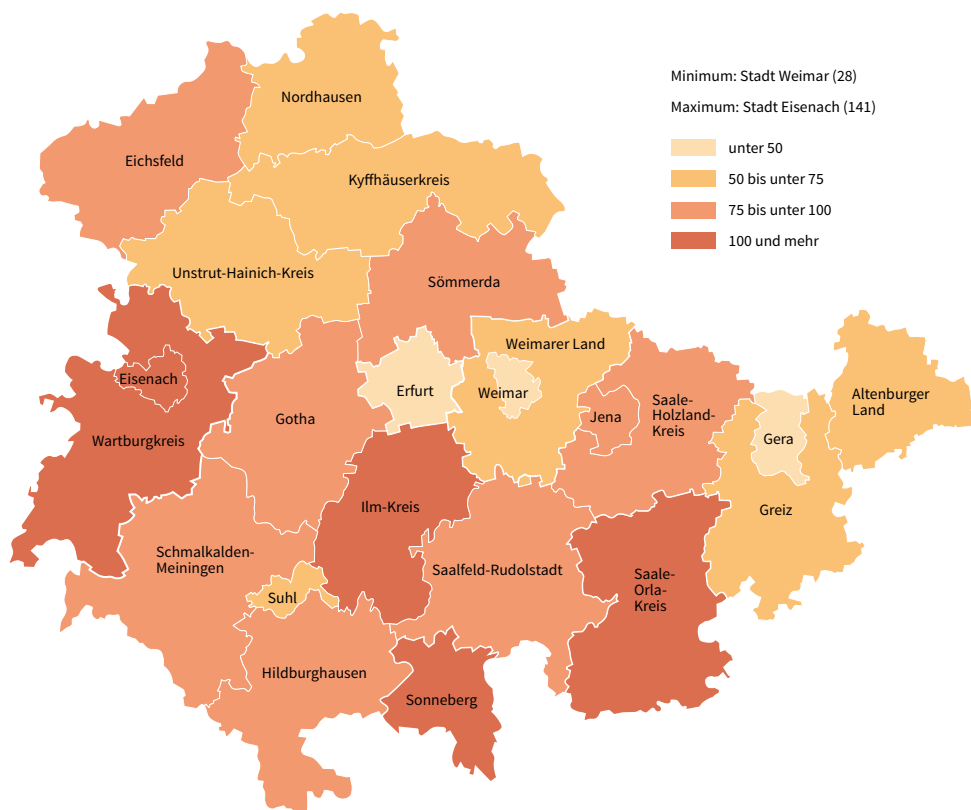 Minimum: Stadt Weimar (28)
Maximum: Stadt Eisenach (141)
unter 50
50 bis unter 75
75 bis unter 100
100 und mehr
Nordhausen
Eichsfeld
Kyffhäuserkreis
Unstrut-Hainich-Kreis
Sömmerda
Weimarer Land
Eisenach
Erfurt
Weimar
Altenburger
Land
Saale-
Holzland-
Kreis
Jena
Gotha
Wartburgkreis
Gera
Ilm-Kreis
Greiz
Schmalkalden-
Meiningen
Saalfeld-Rudolstadt
Saale-
Orla-
Kreis
Suhl
Hildburghausen
Sonneberg